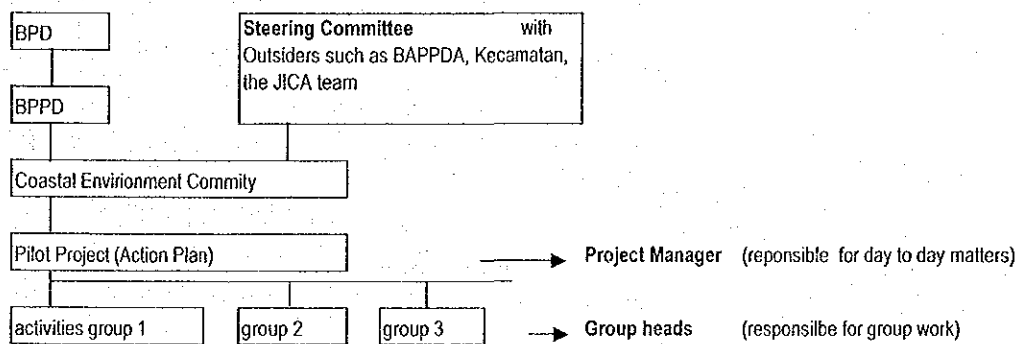 BPD
Steering Committee with
Outsiders such as BAPPDA, Kecamatan,
the JICA team
BPPD
Coastal Envirionment Commity
Pilot Project (Action Plan)
Project Manager (reponsible for day to day matters)
activities group 1
group 2
group 3
Group heads (responsilbe for group work)